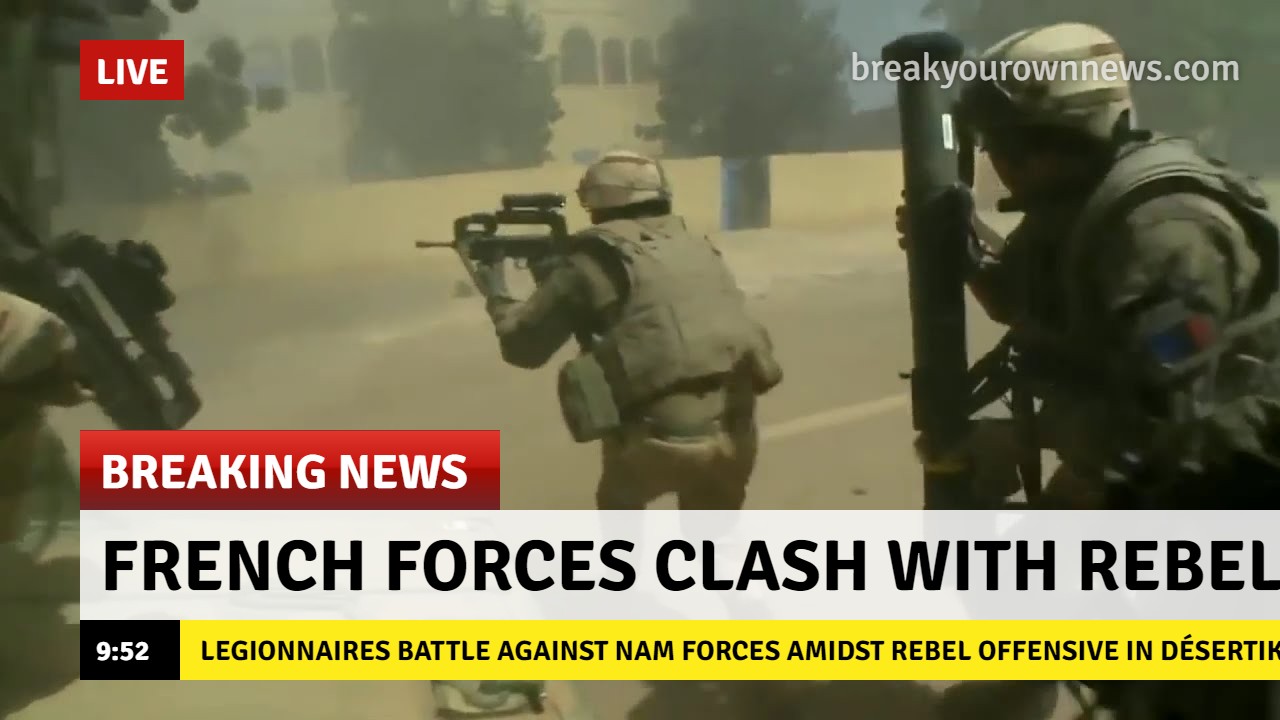 LIVE
breakyourownnews.com
BREAKING NEWS
FRENCH FORCES CLASH WITH REBEL
9:52
LEGIONNAIRES BATTLE AGAINST NAM FORCES AMIDST REBEL OFFENSIVE IN DÉSERTIK